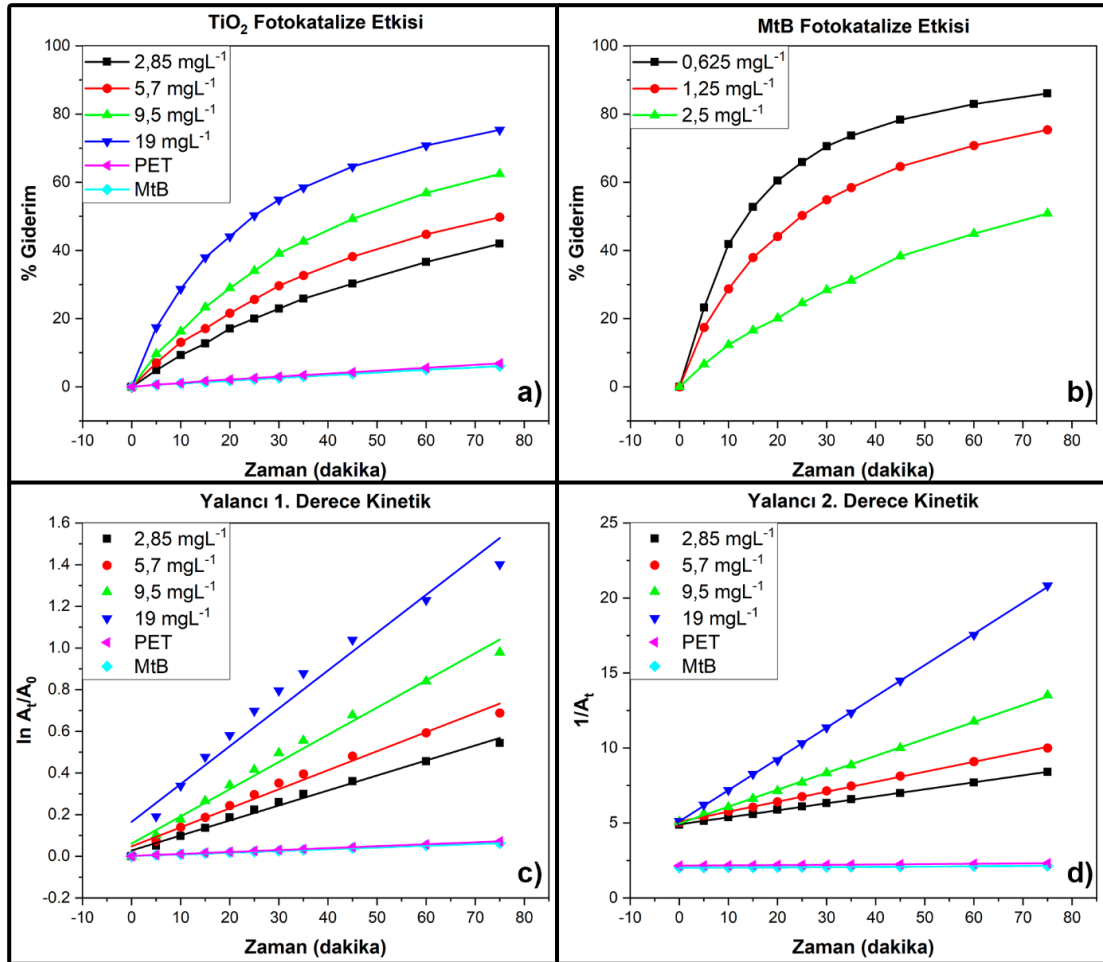 TiO₂ Fotokatalize Etkisi
% Giderim
100
80
60
40
20
0
2,85 mgL⁻¹
5,7 mgL⁻¹
9,5 mgL⁻¹
19 mgL⁻¹
PET
MtB
a)
-10 0 10 20 30 40 50 60 70 80
Zaman (dakika)
MtB Fotokatalize Etkisi
% Giderim
100
80
60
40
20
0
0,625 mgL⁻¹
1,25 mgL⁻¹
2,5 mgL⁻¹
b)
-10 0 10 20 30 40 50 60 70 80
Zaman (dakika)
Yalancı 1. Derece Kinetik
ln Aₜ/A₀
1.6
1.4
1.2
1.0
0.8
0.6
0.4
0.2
0.0
-0.2
2,85 mgL⁻¹
5,7 mgL⁻¹
9,5 mgL⁻¹
19 mgL⁻¹
PET
MtB
c)
-10 0 10 20 30 40 50 60 70 80
Zaman (dakika)
Yalancı 2. Derece Kinetik
1/Aₜ
25
20
15
10
5
0
2,85 mgL⁻¹
5,7 mgL⁻¹
9,5 mgL⁻¹
19 mgL⁻¹
PET
MtB
d)
-10 0 10 20 30 40 50 60 70 80
Zaman (dakika)